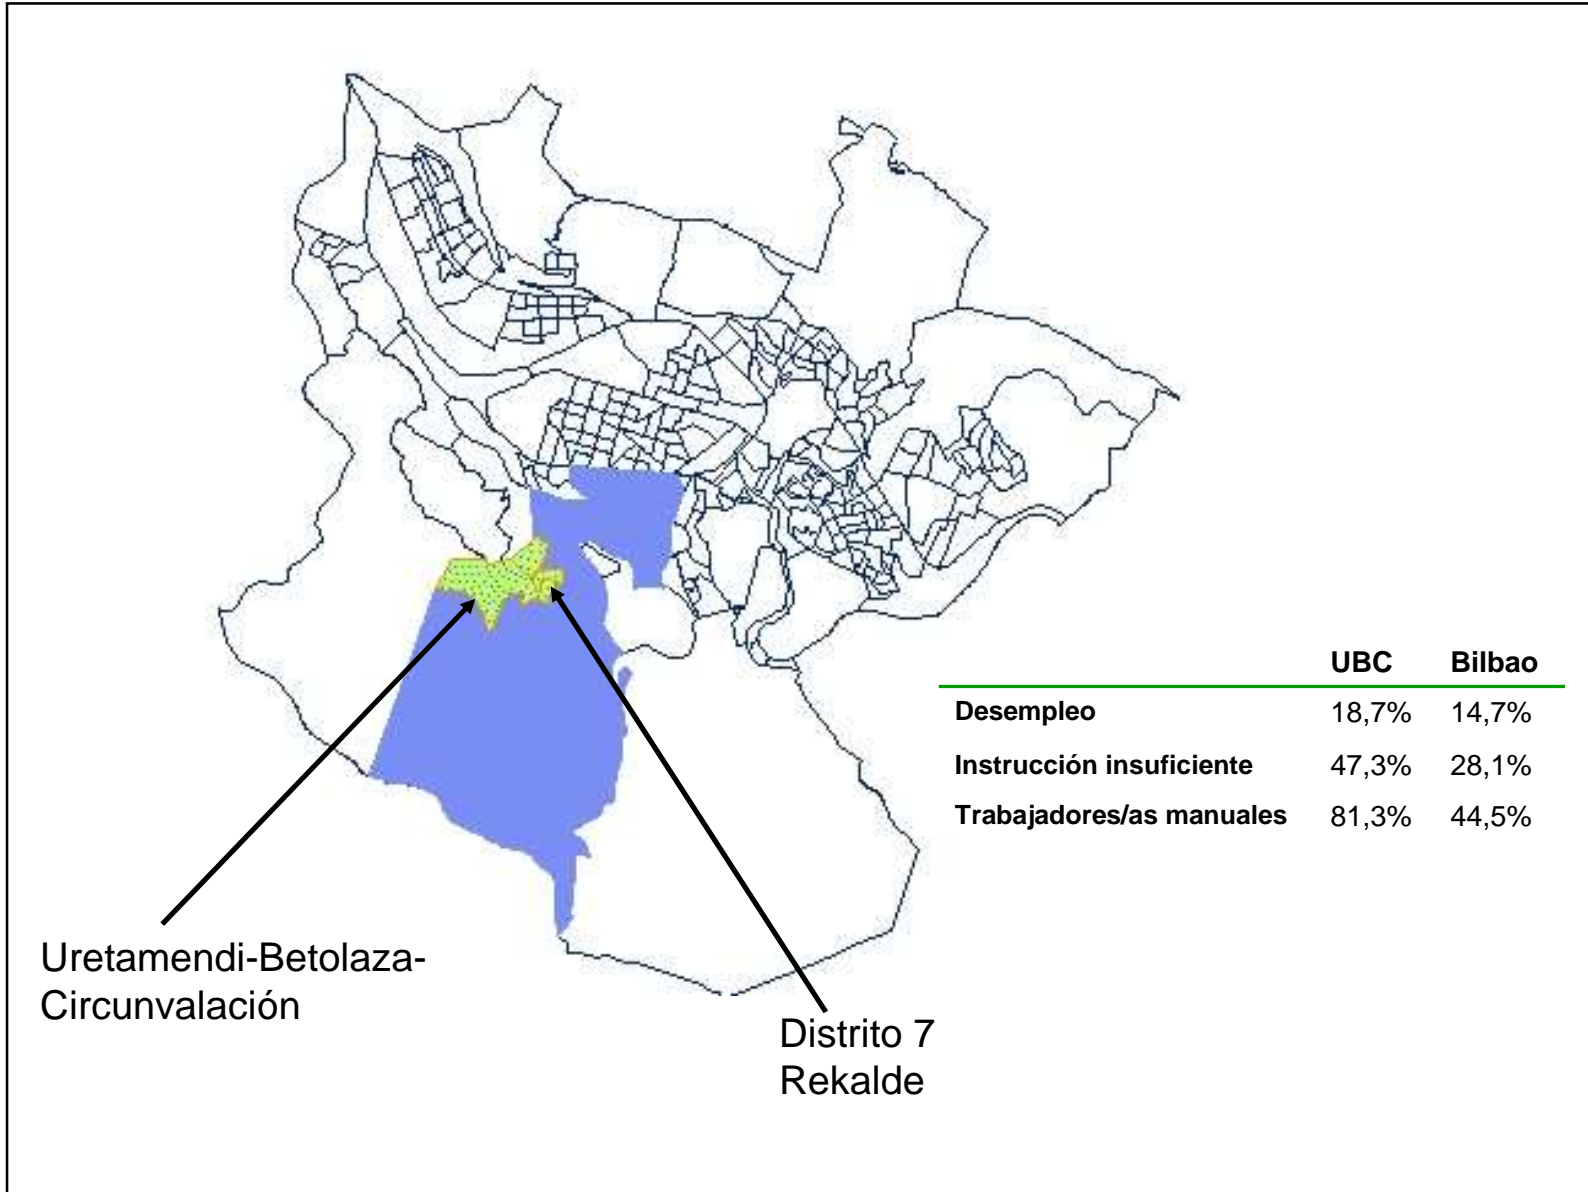 UBC Bilbao
Desempleo 18,7% 14,7%
Instrucción insuficiente 47,3% 28,1%
Trabajadores/as manuales 81,3% 44,5%
Uretamendi-Betolaza-
Circunvalación
Distrito 7
Rekalde